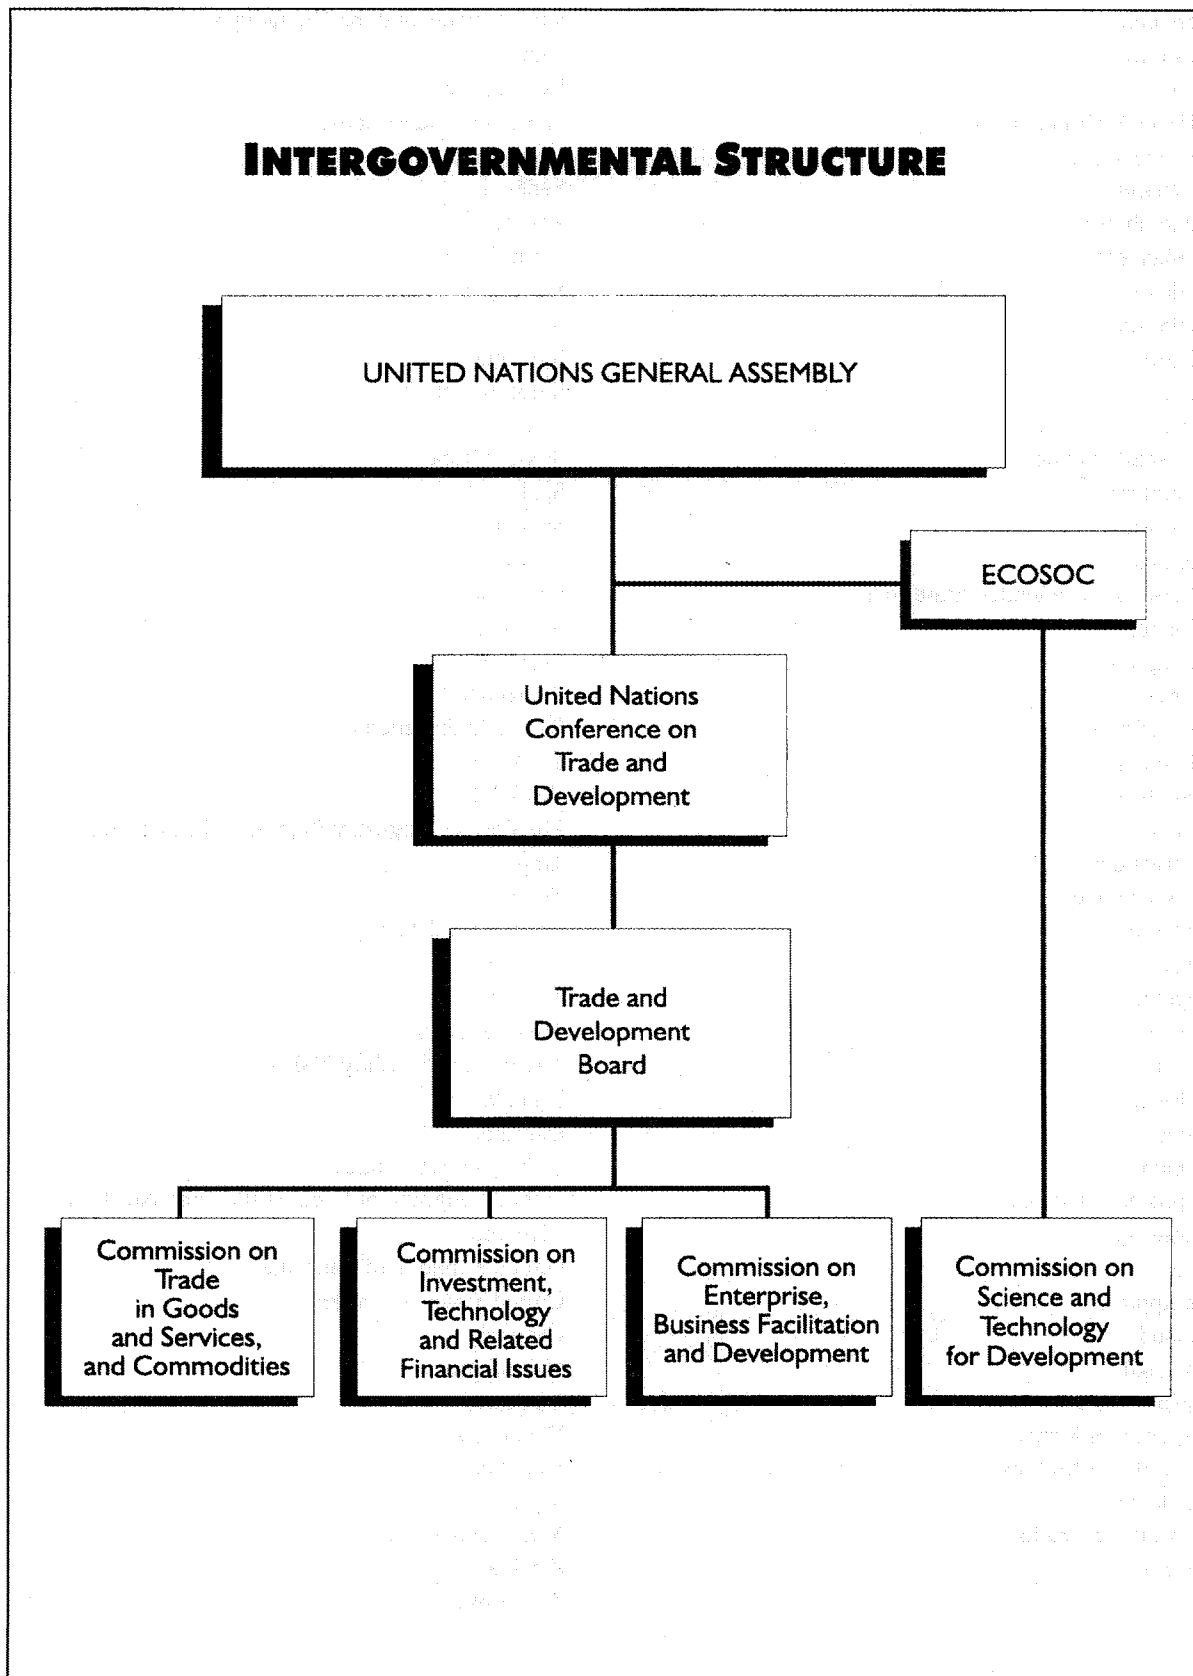 INTERGOVERNMENTAL STRUCTURE
UNITED NATIONS GENERAL ASSEMBLY
ECOSOC
United Nations
Conference on
Trade and
Development
Trade and
Development
Board
Commission on
Trade
in Goods
and Services,
and Commodities
Commission on
Investment,
Technology
and Related
Financial Issues
Commission on
Enterprise,
Business Facilitation
and Development
Commission on
Science and
Technology
for Development